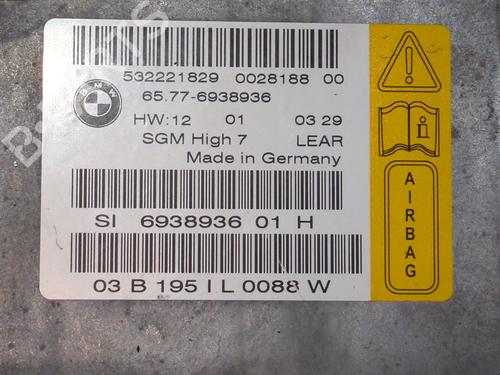 BMW
532221829 0028188 00
65.77-6938936
HW:12 01 03 29
SGM High 7 LEAR
Made in Germany
SI 6938936 01 H
03 B 195 I L 0088 W
i
AIRBAG